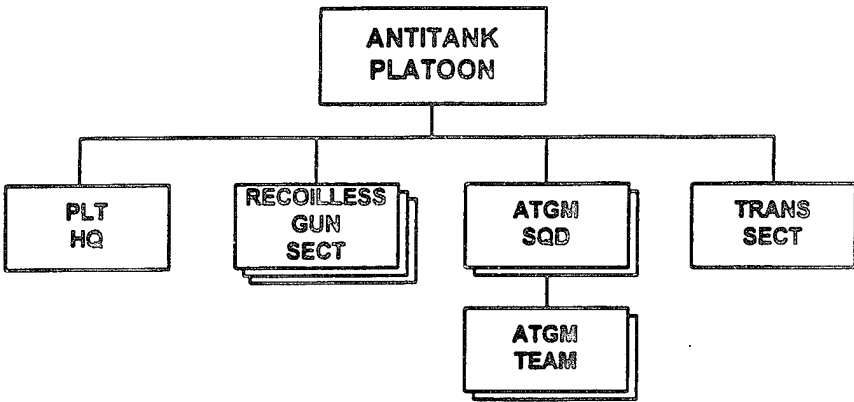 ANTITANK
PLATOON
PLT
HQ
RECOILLESS
GUN
SECT
ATGM
SQD
TRANS
SECT
ATGM
TEAM